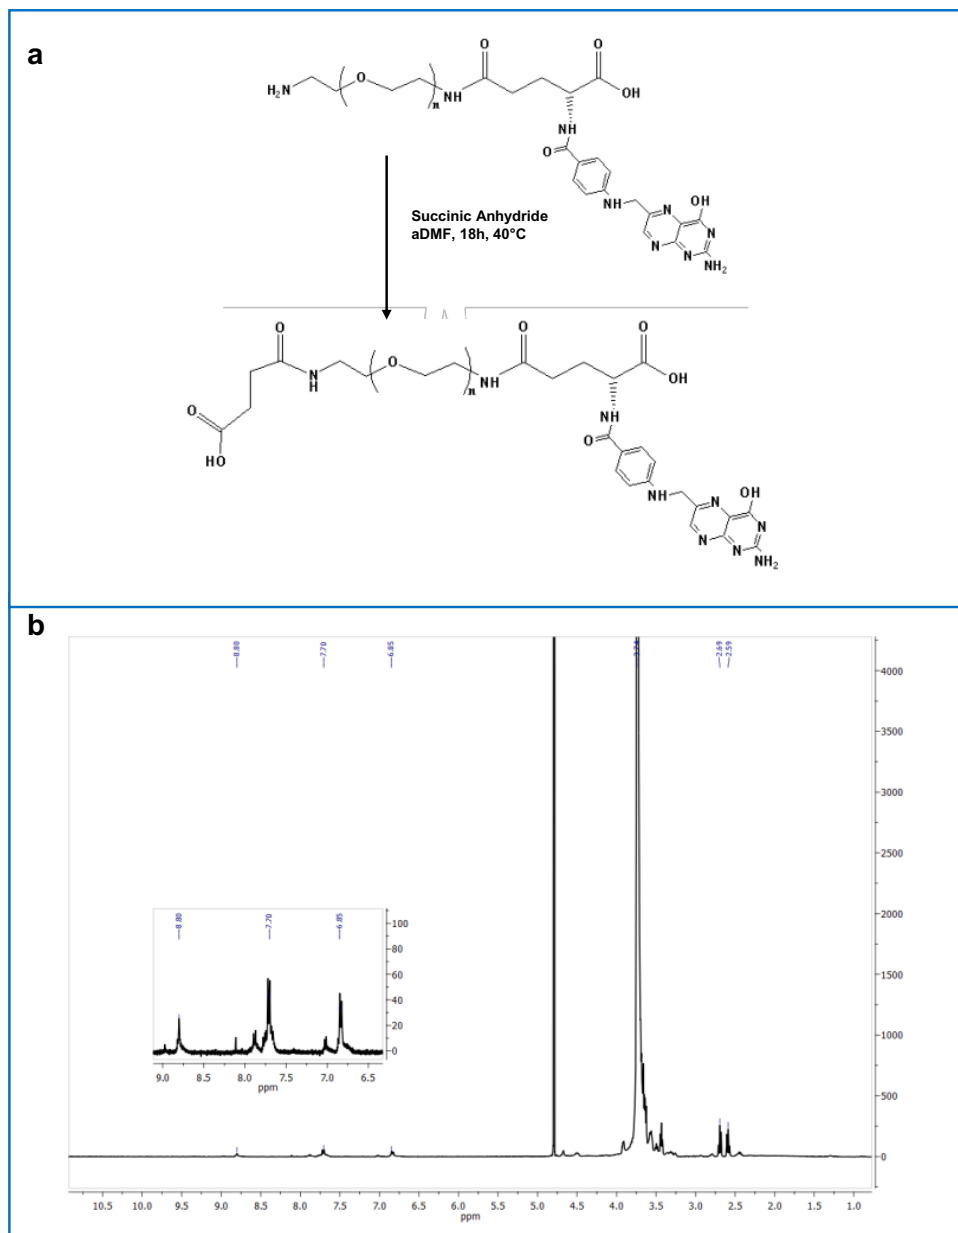 a
O
O
H₂N
O
n
NH
OH
NH
O
NH
N
OH
N
N
N
NH₂
Succinic Anhydride
aDMF, 18h, 40°C
O
O
O
N
H
O
n
NH
OH
O
HO
NH
O
NH
N
OH
N
N
N
NH₂
b
8.80
7.70
6.85
2.69
2.59
4000
3500
3000
2500
2000
1500
1000
500
0
8.80
7.70
6.85
100
80
60
40
20
0
9.0 8.5 8.0 7.5 7.0 6.5
ppm
10.5 10.0 9.5 9.0 8.5 8.0 7.5 7.0 6.5 6.0 5.5 5.0 4.5 4.0 3.5 3.0 2.5 2.0 1.5 1.0
ppm